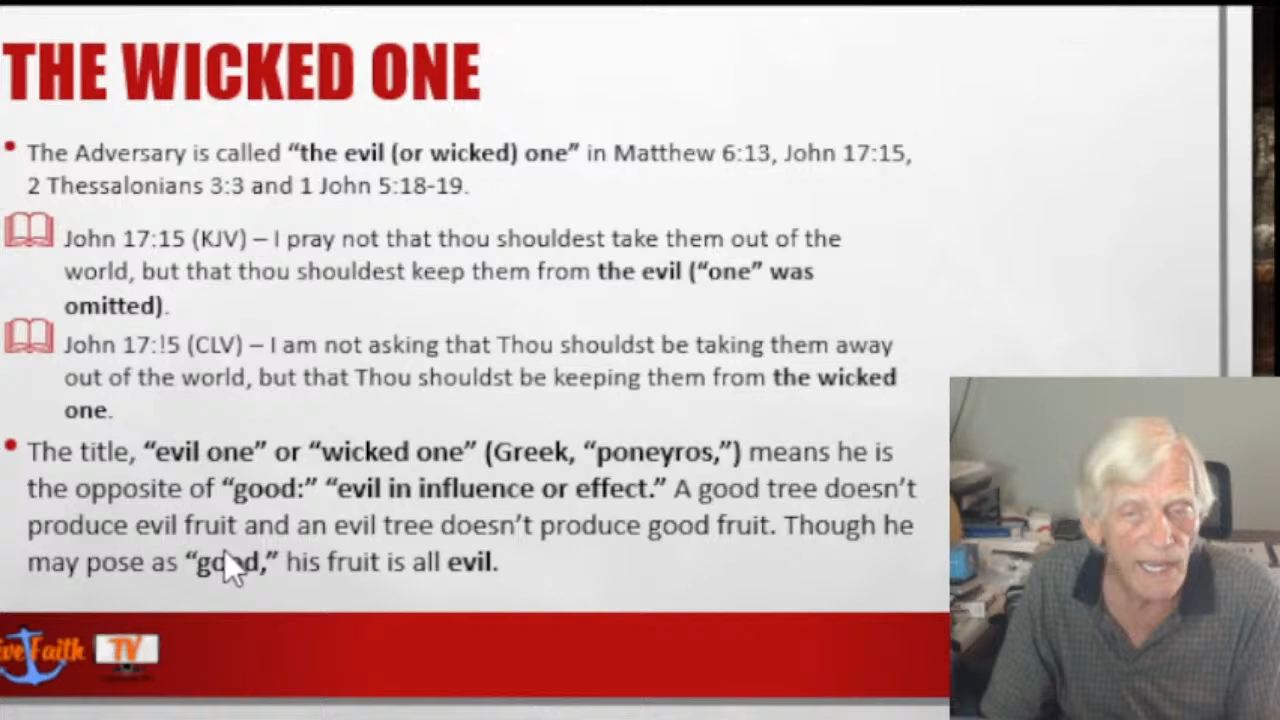 THE WICKED ONE
• The Adversary is called “the evil (or wicked) one” in Matthew 6:13, John 17:15,
2 Thessalonians 3:3 and 1 John 5:18-19.
John 17:15 (KJV) – I pray not that thou shouldest take them out of the
world, but that thou shouldest keep them from the evil (“one” was
omitted).
John 17:!5 (CLV) – I am not asking that Thou shouldst be taking them away
out of the world, but that Thou shouldst be keeping them from the wicked
one.
• The title, “evil one” or “wicked one” (Greek, “poneyros,”) means he is
the opposite of “good:” “evil in influence or effect.” A good tree doesn’t
produce evil fruit and an evil tree doesn’t produce good fruit. Though he
may pose as “good,” his fruit is all evil.
ive Faith TV